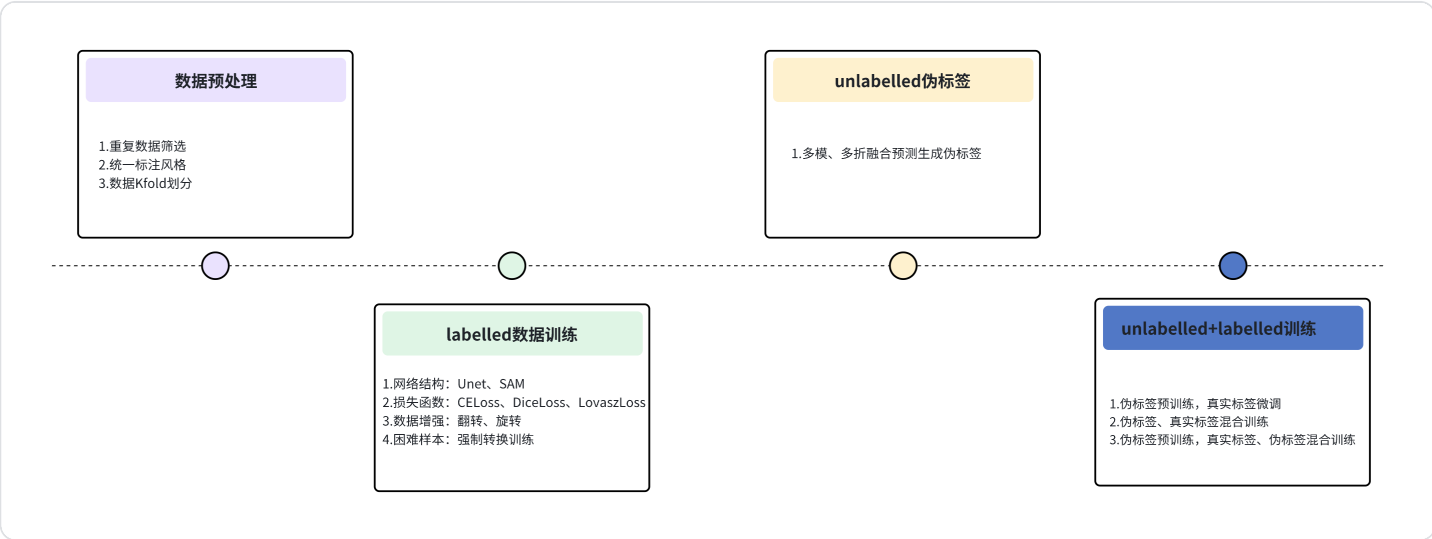 数据预处理
1.重复数据筛选
2.统一标注风格
3.数据Kfold划分
labelled数据训练
1.网络结构：Unet、SAM
2.损失函数：CELoss、DiceLoss、LovaszLoss
3.数据增强：翻转、旋转
4.困难样本：强制转换训练
unlabelled伪标签
1.多模、多折融合预测生成伪标签
unlabelled+labelled训练
1.伪标签预训练，真实标签微调
2.伪标签、真实标签混合训练
3.伪标签预训练，真实标签、伪标签混合训练